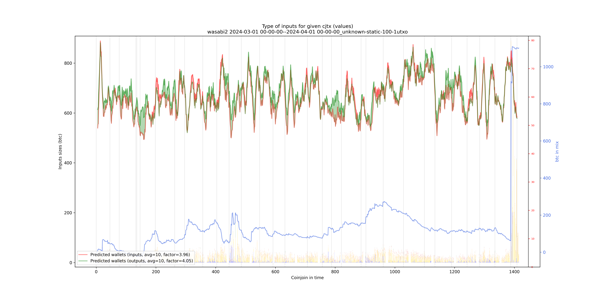 Type of inputs for given cjtx (values)
wasabi2 2024-03-01 00-00-00--2024-04-01 00-00-00_unknown-static-100-1utxo
800
600
400
200
0
Inputs sizes (btc)
1000
800
600
400
200
0
btc in mix
Predicted wallets (inputs, avg=10, factor=3.96)
Predicted wallets (outputs, avg=10, factor=4.05)
0 200 400 600 800 1000 1200 1400
Coinjoin in time